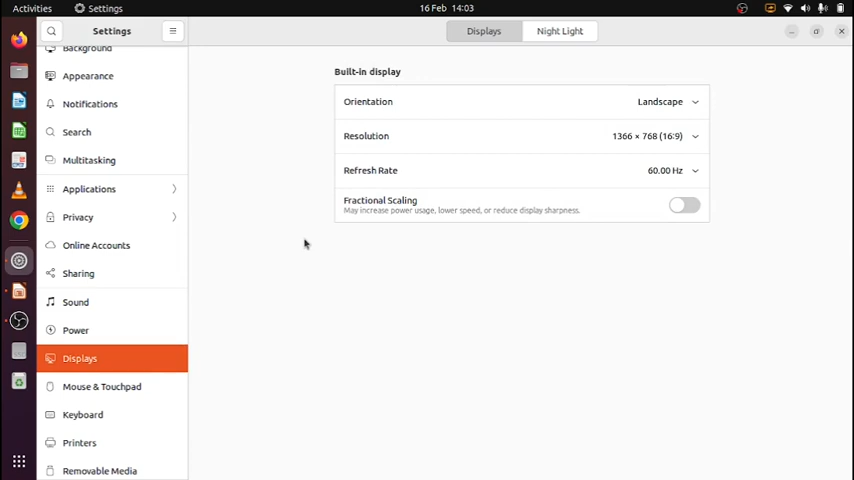 Activities Settings 16 Feb 14:03
Settings Displays Night Light
Background
Appearance
Notifications
Search
Multitasking
Applications
Privacy
Online Accounts
Sharing
Sound
Power
Displays
Mouse & Touchpad
Keyboard
Printers
Removable Media
Built-in display
Orientation Landscape
Resolution 1366 × 768 (16:9)
Refresh Rate 60.00 Hz
Fractional Scaling
May increase power usage, lower speed, or reduce display sharpness.